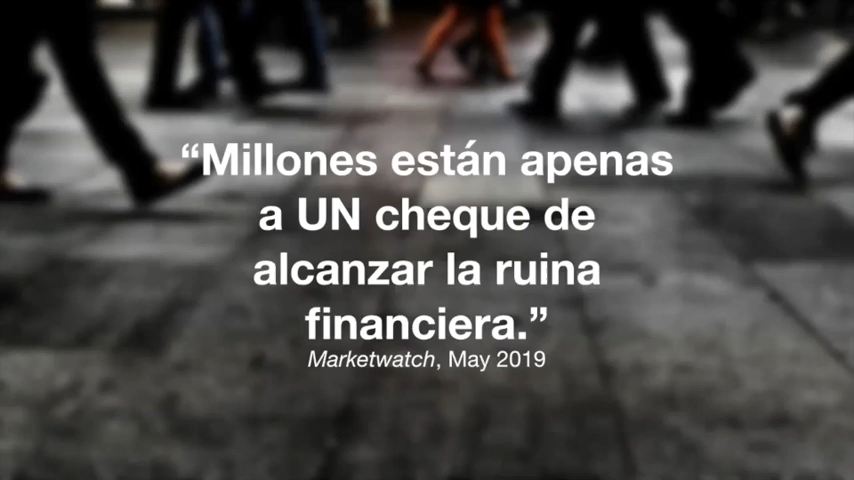 “Millones están apenas
a UN cheque de
alcanzar la ruina
financiera.”
Marketwatch, May 2019